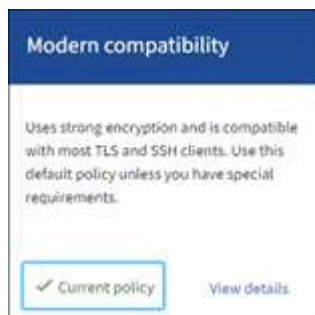 Modern compatibility
Uses strong encryption and is compatible
with most TLS and SSH clients. Use this
default policy unless you have special
requirements.
✓ Current policy View details